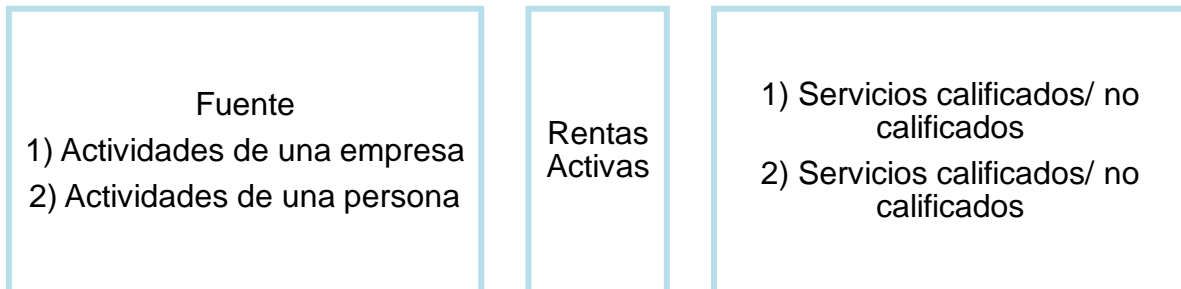 Fuente
1) Actividades de una empresa
2) Actividades de una persona
Rentas
Activas
1) Servicios calificados/ no
calificados
2) Servicios calificados/ no
calificados